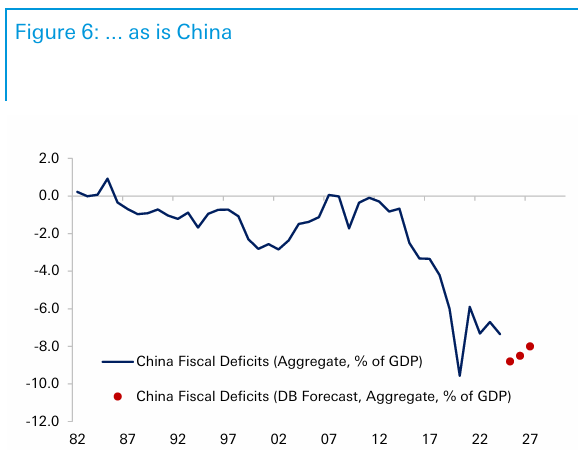 Figure 6: ... as is China
2.0
0.0
-2.0
-4.0
-6.0
-8.0
-10.0
-12.0
China Fiscal Deficits (Aggregate, % of GDP)
China Fiscal Deficits (DB Forecast, Aggregate, % of GDP)
82 87 92 97 02 07 12 17 22 27